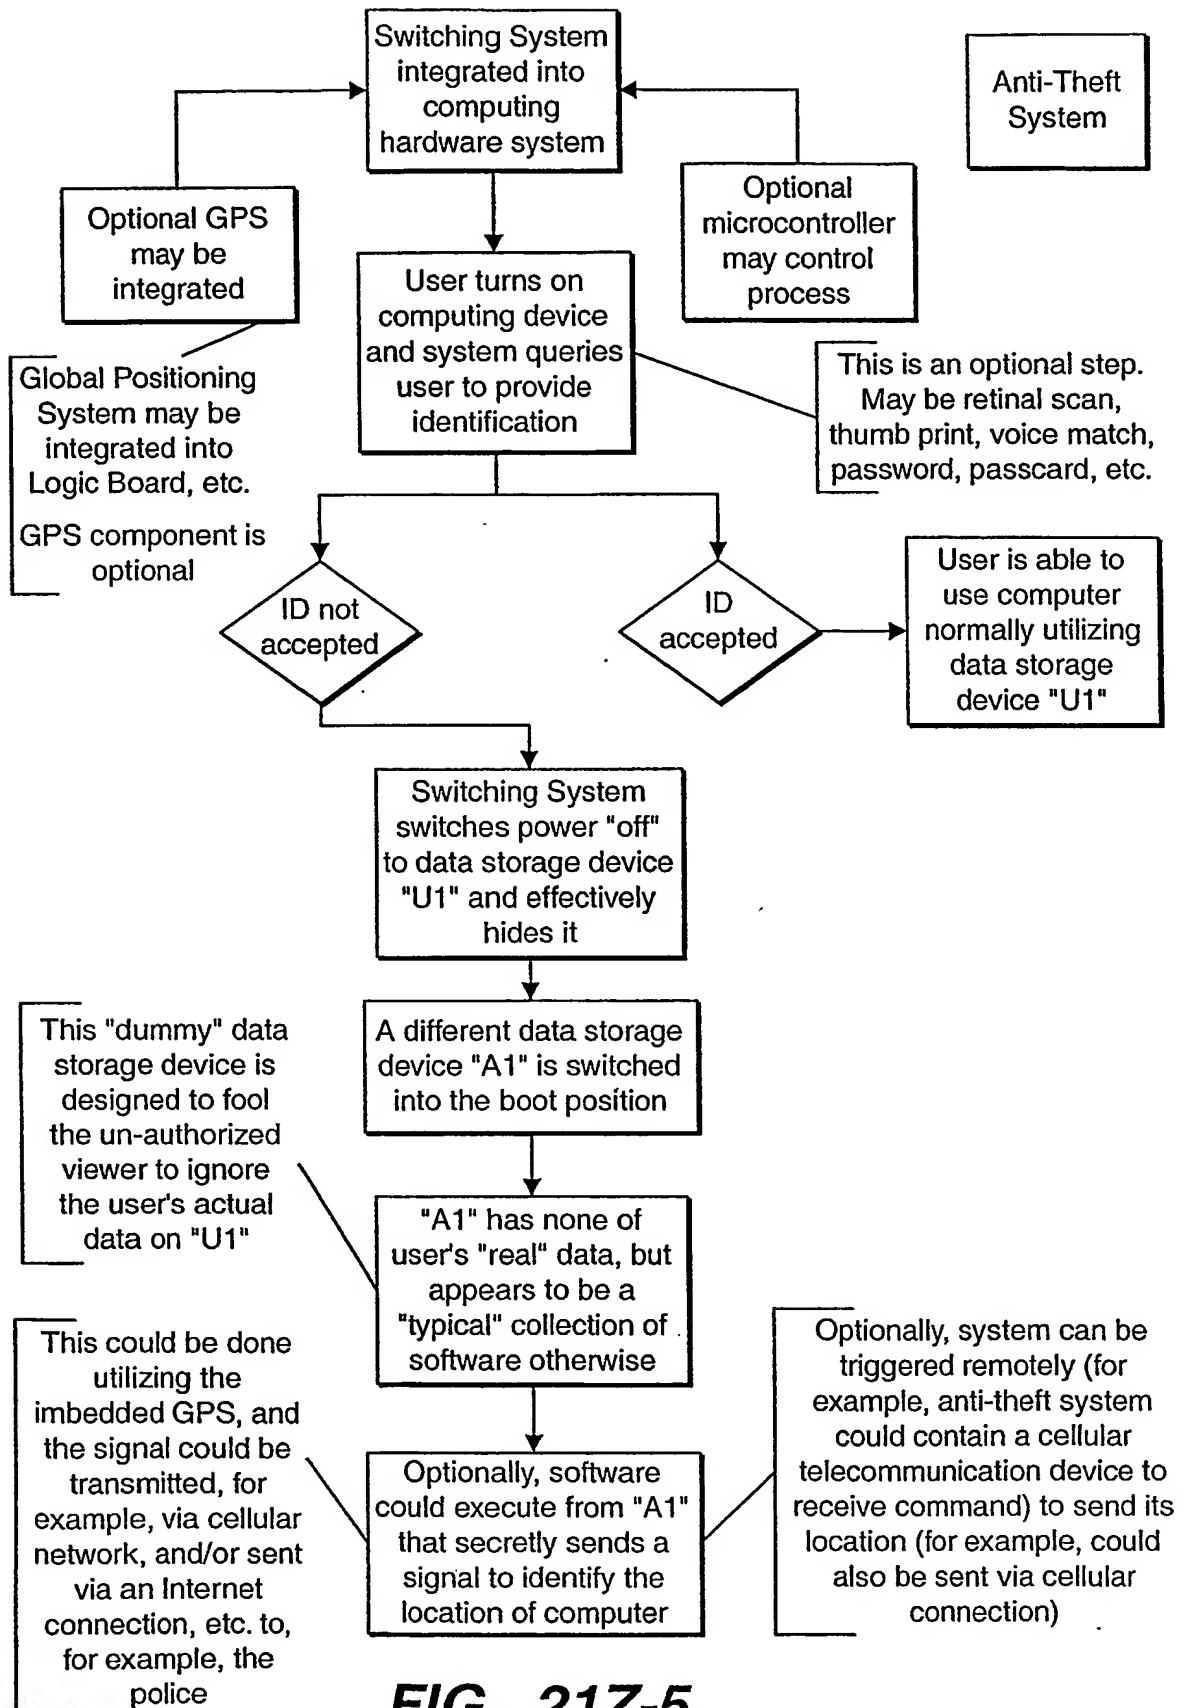 Switching System
integrated into
computing
hardware system
Anti-Theft
System
Optional GPS
may be
integrated
Optional
microcontroller
may control
process
User turns on
computing device
and system queries
user to provide
identification
Global Positioning
System may be
integrated into
Logic Board, etc.
GPS component is
optional
This is an optional step.
May be retinal scan,
thumb print, voice match,
password, passcard, etc.
ID not
accepted
ID
accepted
User is able to
use computer
normally utilizing
data storage
device "U1"
Switching System
switches power "off"
to data storage device
"U1" and effectively
hides it
A different data storage
device "A1" is switched
into the boot position
This "dummy" data
storage device is
designed to fool
the un-authorized
viewer to ignore
the user's actual
data on "U1"
"A1" has none of
user's "real" data, but
appears to be a
"typical" collection of
software otherwise
This could be done
utilizing the
imbedded GPS, and
the signal could be
transmitted, for
example, via cellular
network, and/or sent
via an Internet
connection, etc. to,
for example, the
police
Optionally, software
could execute from "A1"
that secretly sends a
signal to identify the
location of computer
Optionally, system can be
triggered remotely (for
example, anti-theft system
could contain a cellular
telecommunication device to
receive command) to send its
location (for example, could
also be sent via cellular
connection)
FIG._21Z-5